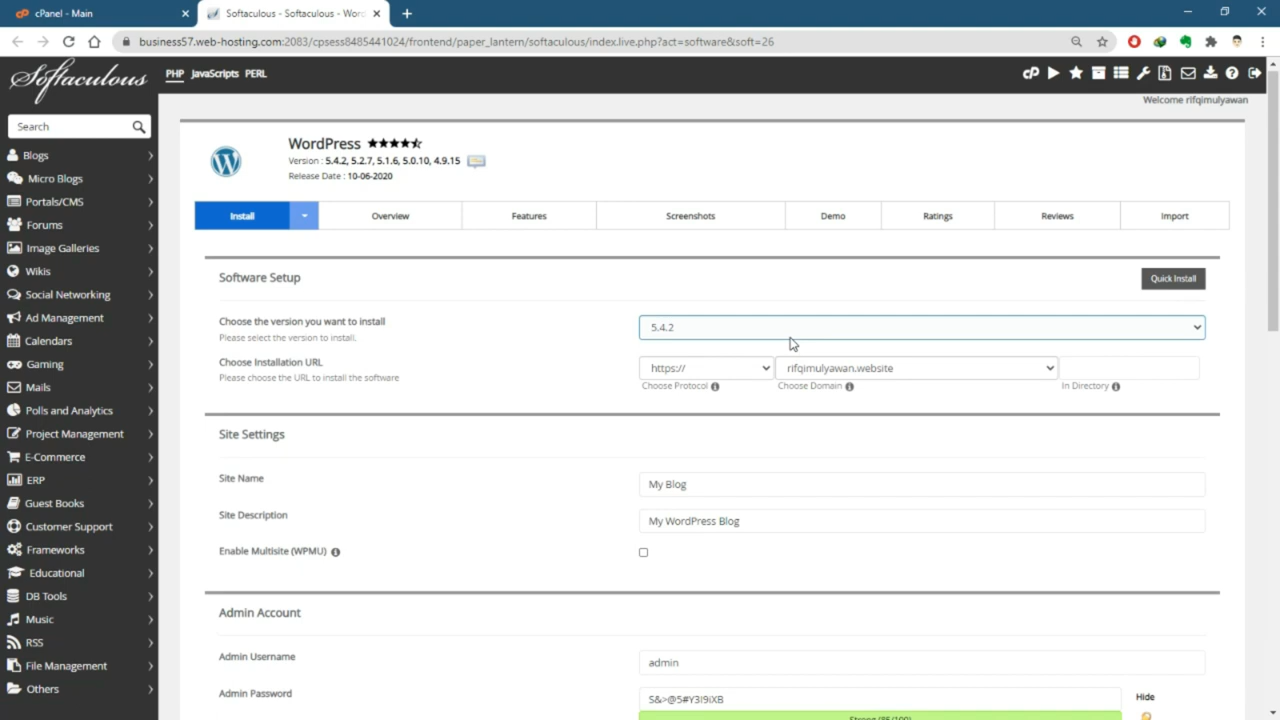 cPanel - Main
Softaculous - Softaculous - Wor
business57.web-hosting.com:2083/cpsess8485441024/frontend/paper_lantern/softaculous/index.live.php?act=software&soft=26
Softaculous
PHP JavaScripts PERL
Welcome rifqimulyawan
Search
Blogs
Micro Blogs
Portals/CMS
Forums
Image Galleries
Wikis
Social Networking
Ad Management
Calendars
Gaming
Mails
Polls and Analytics
Project Management
E-Commerce
ERP
Guest Books
Customer Support
Frameworks
Educational
DB Tools
Music
RSS
File Management
Others
WordPress
Version : 5.4.2, 5.2.7, 5.1.6, 5.0.10, 4.9.15
Release Date : 10-06-2020
Install Overview Features Screenshots Demo Ratings Reviews Import
Software Setup
Quick Install
Choose the version you want to install
Please select the version to install.
5.4.2
Choose Installation URL
Please choose the URL to install the software
https:// rifqimulyawan.website
Choose Protocol Choose Domain In Directory
Site Settings
Site Name
My Blog
Site Description
My WordPress Blog
Enable Multisite (WPMU)
Admin Account
Admin Username
admin
Admin Password
S&>@5#Y3I9iXB
Hide
Strong (85/100)